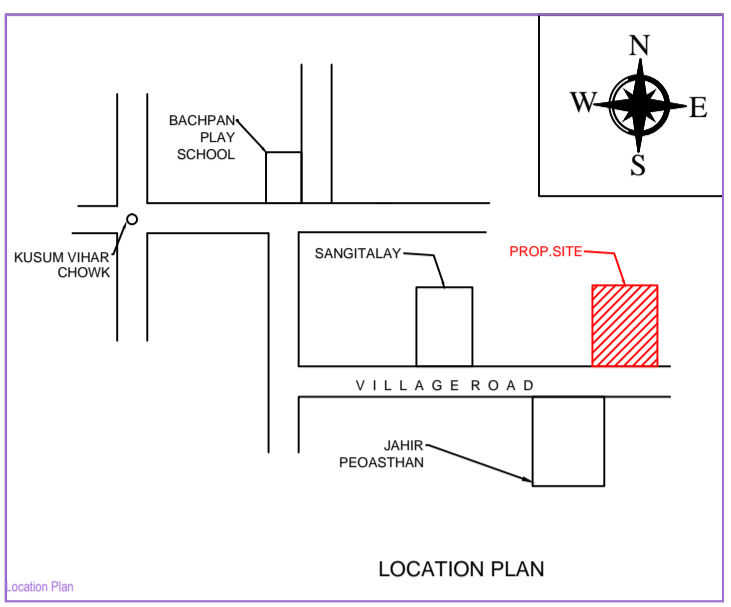 N
W
E
S
BACHPAN
PLAY
SCHOOL
KUSUM VIHAR
CHOWK
SANGITALAY
PROP.SITE
VILLAGE ROAD
JAHIR
PEOASTHAN
LOCATION PLAN
Location Plan